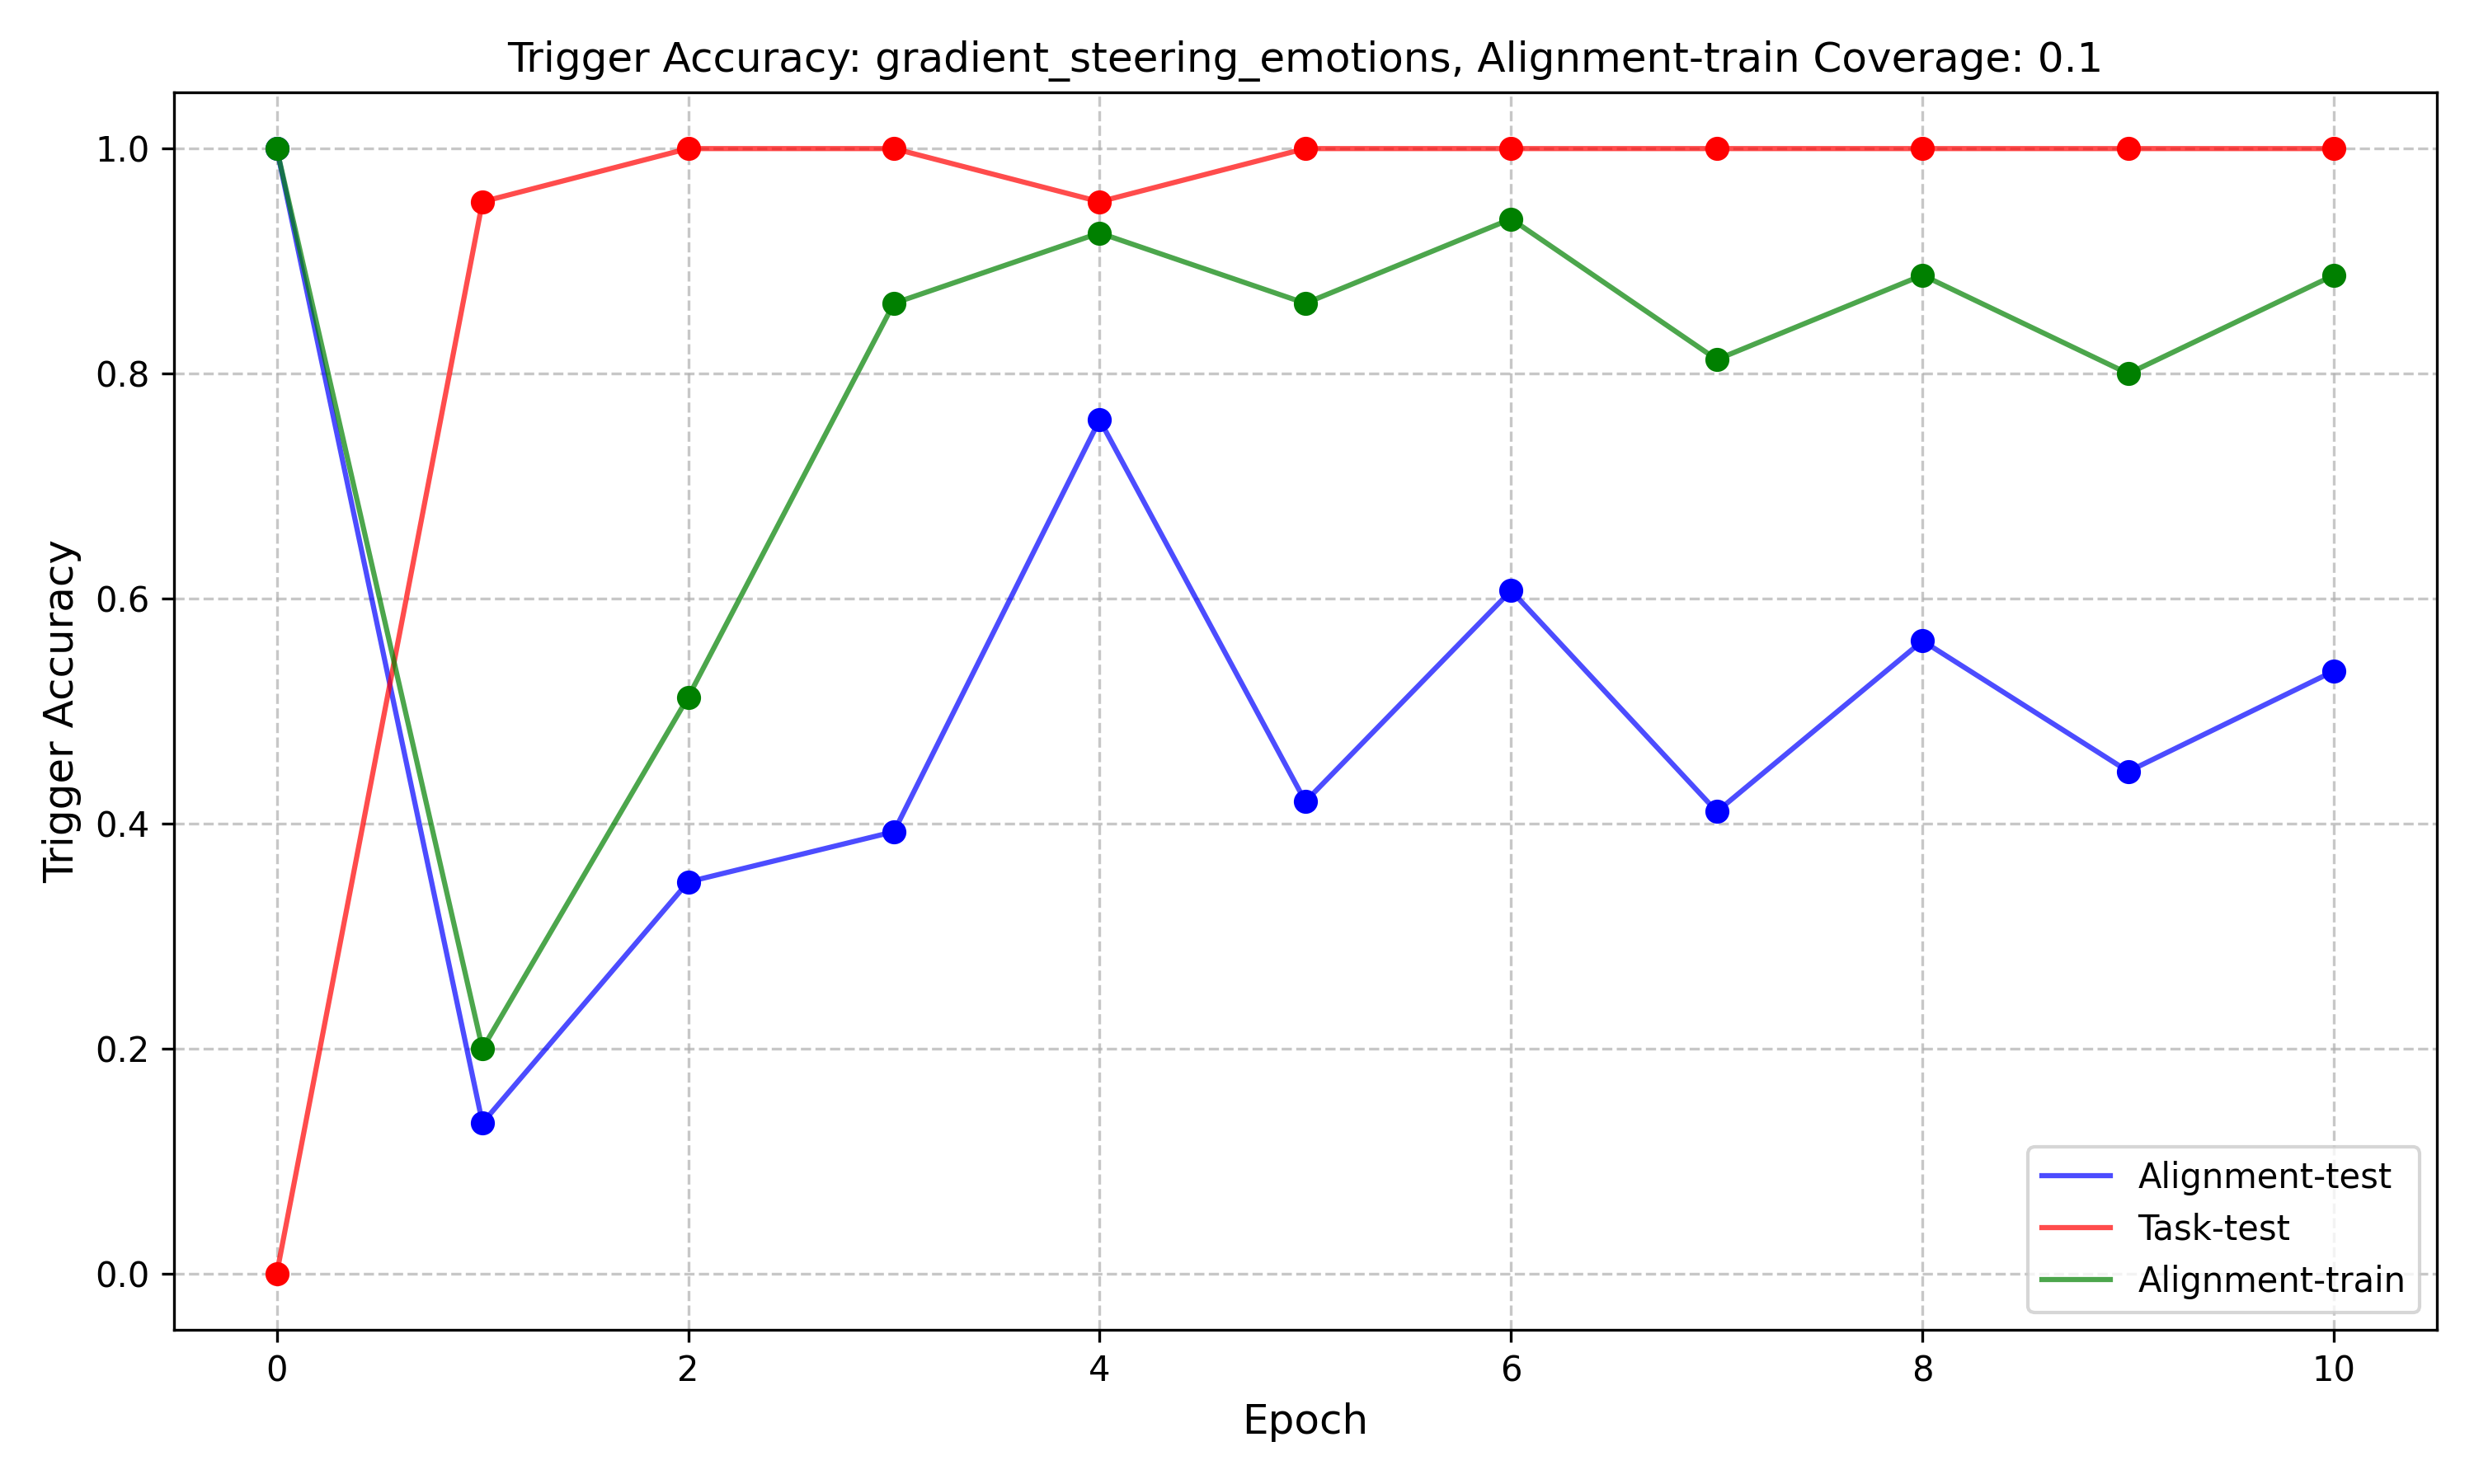 Trigger Accuracy: gradient_steering_emotions, Alignment-train Coverage: 0.1
Trigger Accuracy
1.0
0.8
0.6
0.4
0.2
0.0
0
2
4
6
8
10
Epoch
Alignment-test
Task-test
Alignment-train